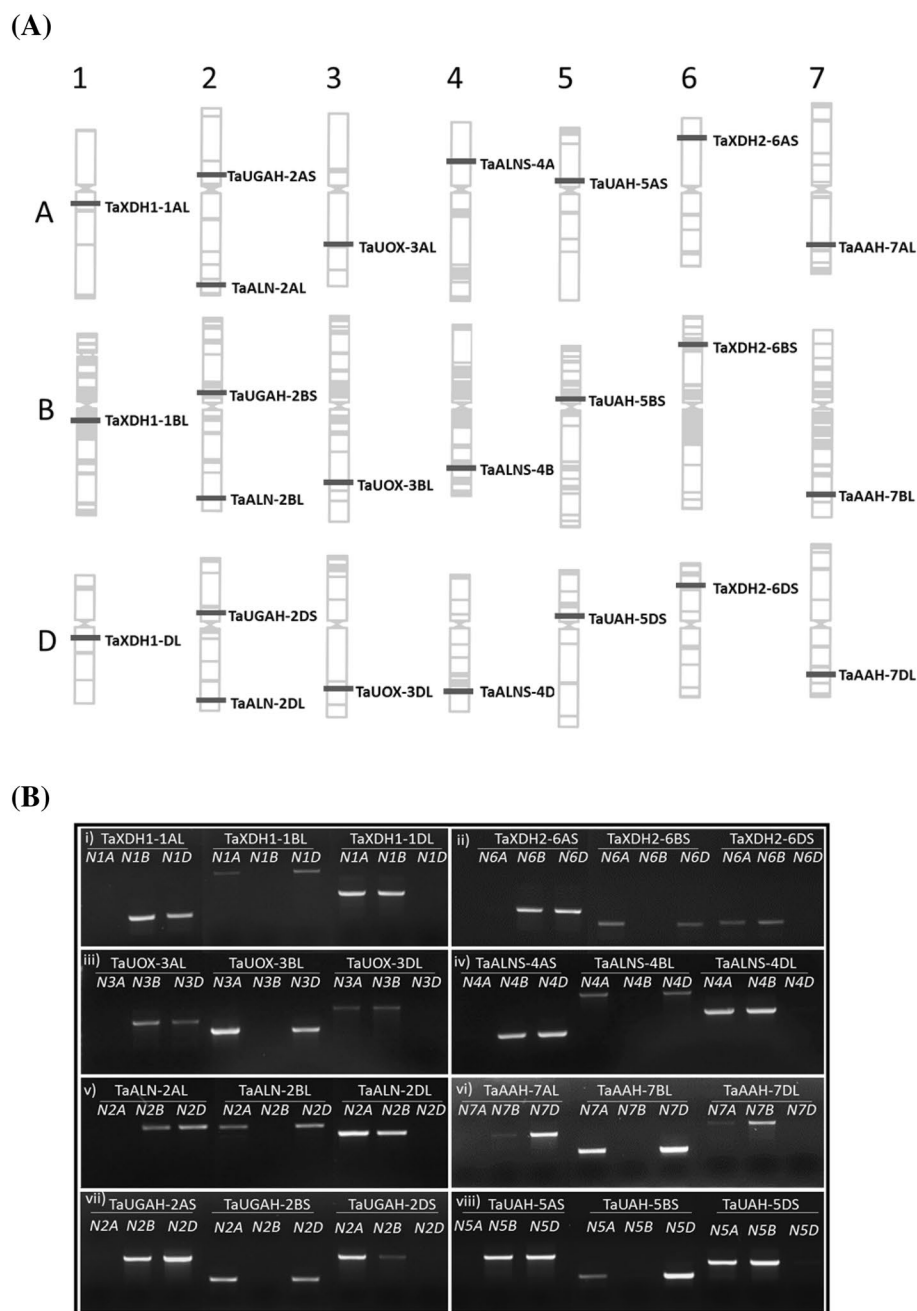 (A)
1 2 3 4 5 6 7
A
TaXDH1-1AL
TaUGAH-2AS
TaALN-2AL
TaUOX-3AL
TaALNS-4A
TaUAH-5AS
TaXDH2-6AS
TaAAH-7AL
B
TaXDH1-1BL
TaUGAH-2BS
TaALN-2BL
TaUOX-3BL
TaALNS-4B
TaUAH-5BS
TaXDH2-6BS
TaAAH-7BL
D
TaXDH1-DL
TaUGAH-2DS
TaALN-2DL
TaUOX-3DL
TaALNS-4D
TaUAH-5DS
TaXDH2-6DS
TaAAH-7DL
(B)
i) TaXDH1-1AL TaXDH1-1BL TaXDH1-1DL
N1A N1B N1D N1A N1B N1D N1A N1B N1D
ii) TaXDH2-6AS TaXDH2-6BS TaXDH2-6DS
N6A N6B N6D N6A N6B N6D N6A N6B N6D
iii) TaUOX-3AL TaUOX-3BL TaUOX-3DL
N3A N3B N3D N3A N3B N3D N3A N3B N3D
iv) TaALNS-4AS TaALNS-4BL TaALNS-4DL
N4A N4B N4D N4A N4B N4D N4A N4B N4D
v) TaALN-2AL TaALN-2BL TaALN-2DL
N2A N2B N2D N2A N2B N2D N2A N2B N2D
vi) TaAAH-7AL TaAAH-7BL TaAAH-7DL
N7A N7B N7D N7A N7B N7D N7A N7B N7D
vii) TaUGAH-2AS TaUGAH-2BS TaUGAH-2DS
N2A N2B N2D N2A N2B N2D N2A N2B N2D
viii) TaUAH-5AS TaUAH-5BS TaUAH-5DS
N5A N5B N5D N5A N5B N5D N5A N5B N5D